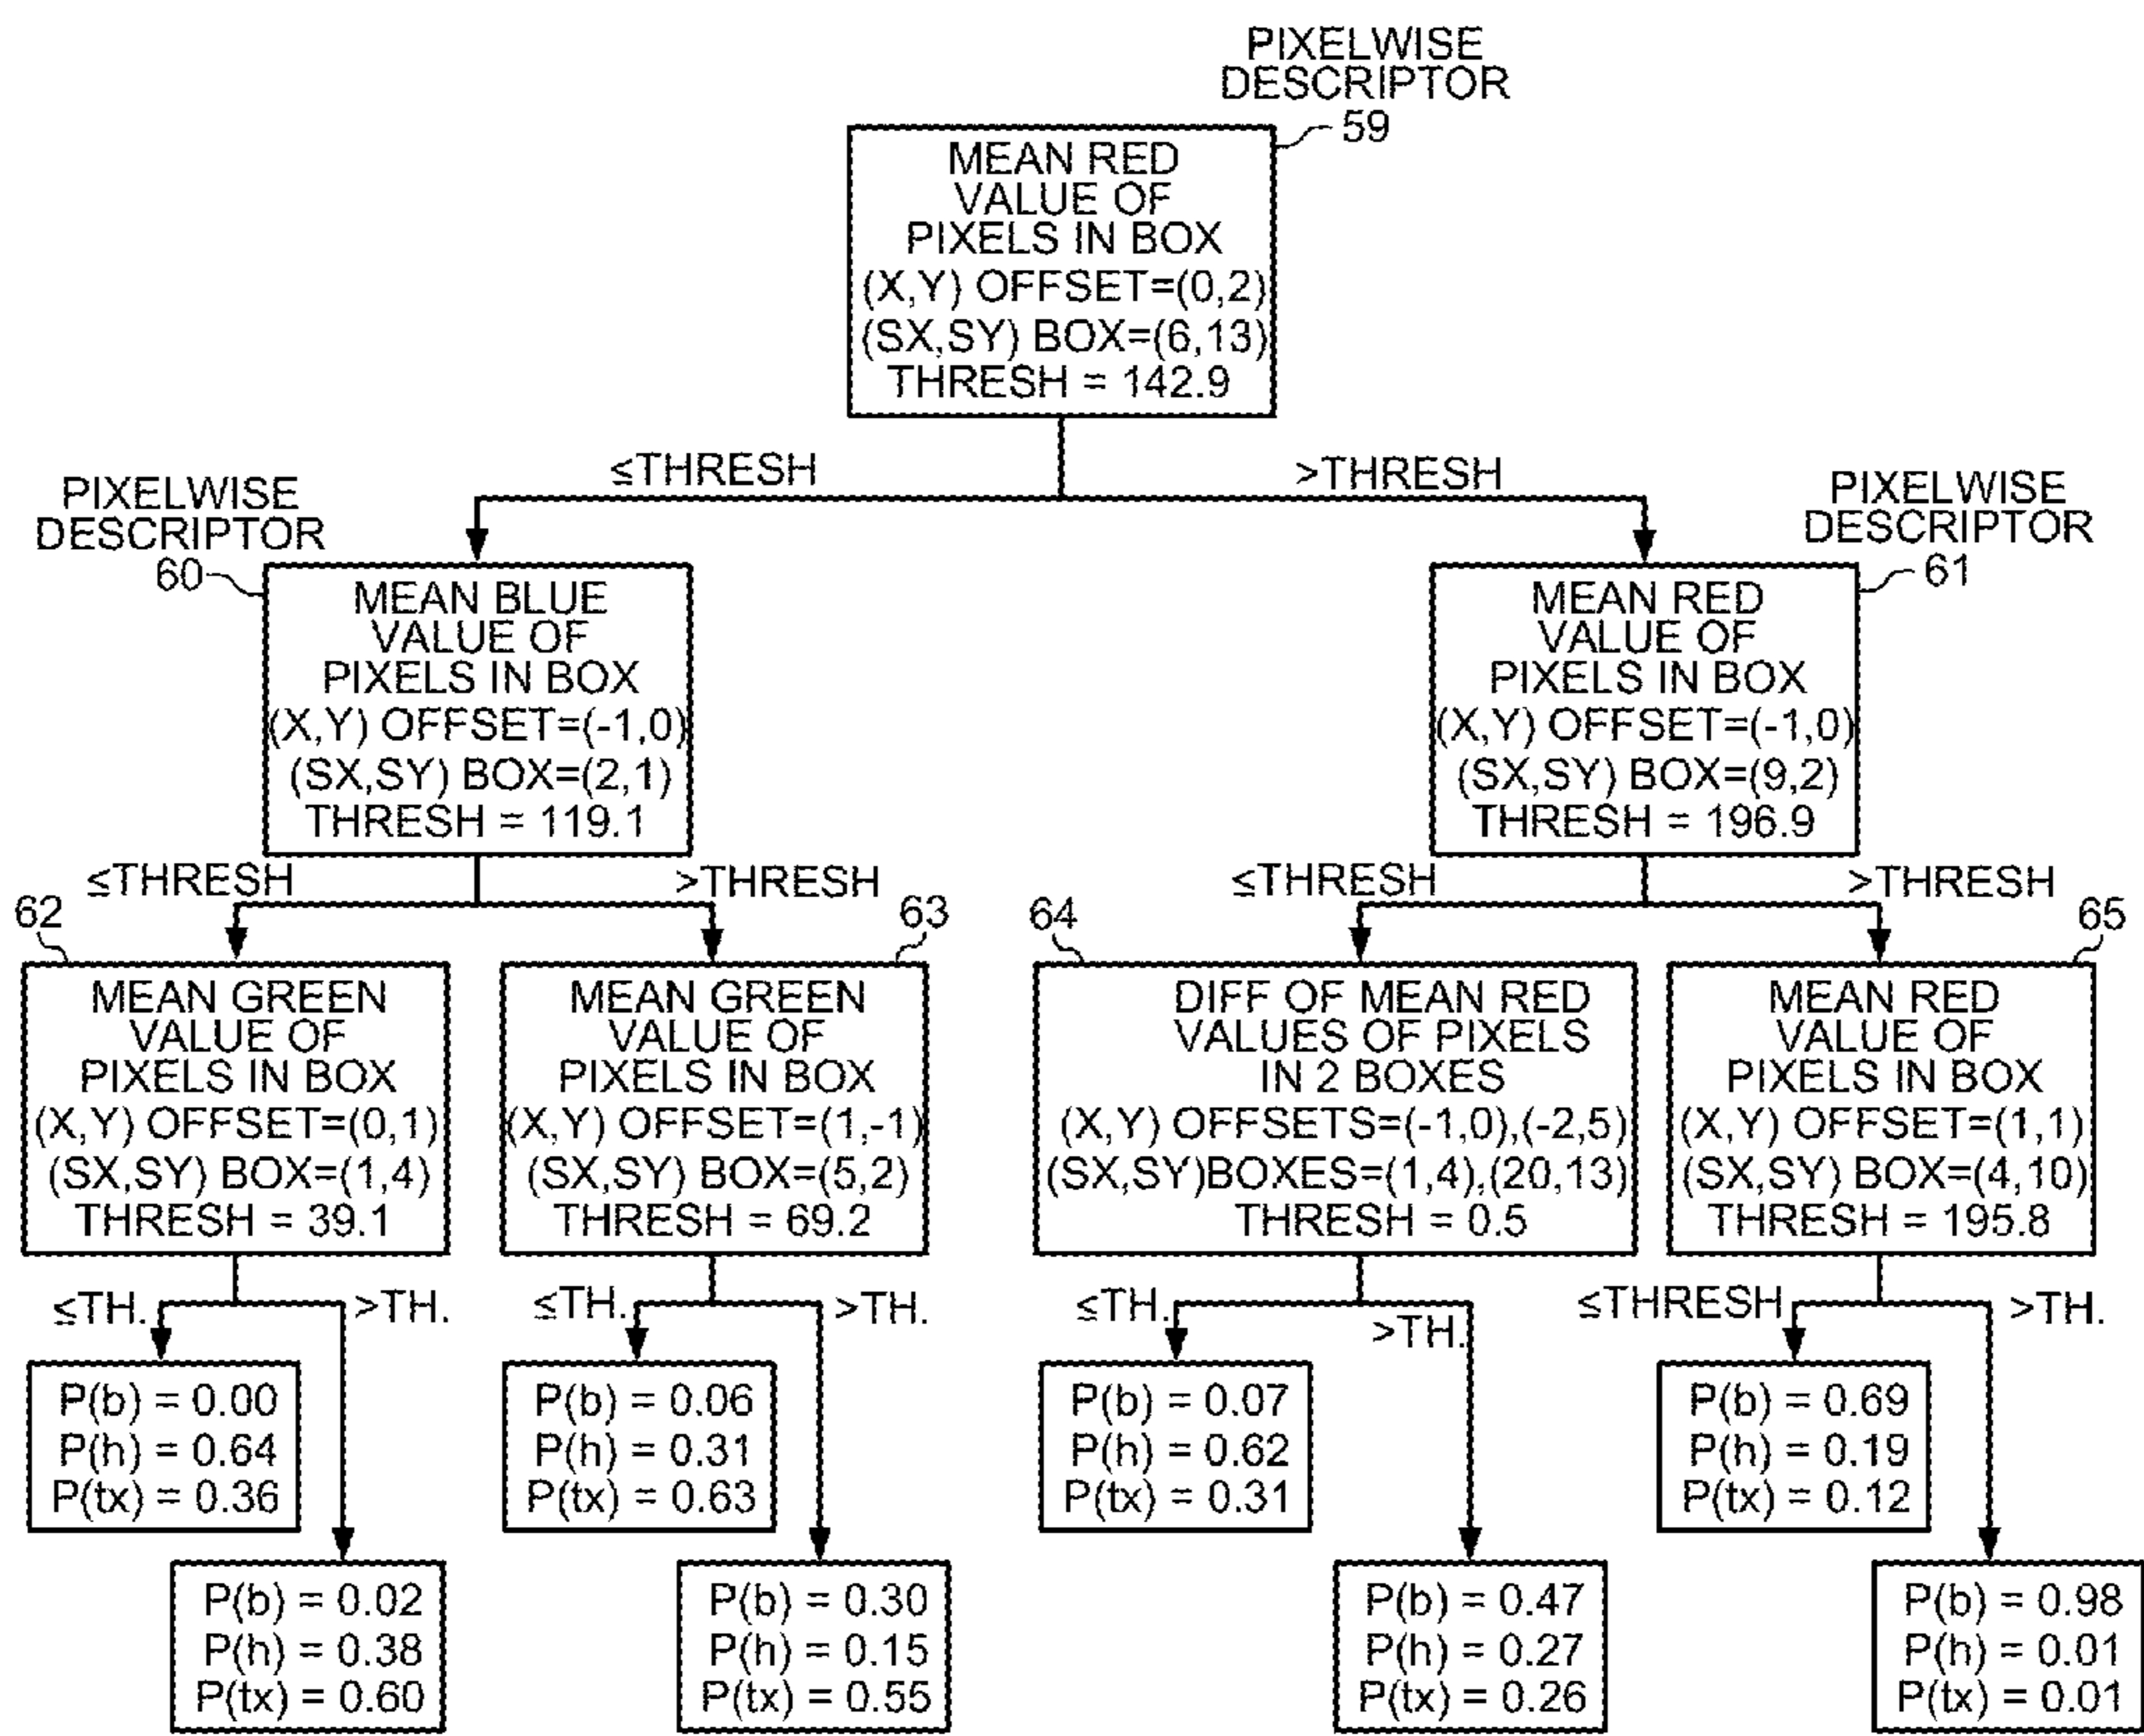 PIXELWISE
DESCRIPTOR
59
MEAN RED
VALUE OF
PIXELS IN BOX
(X,Y) OFFSET=(0,2)
(SX,SY) BOX=(6,13)
THRESH = 142.9
≤THRESH
>THRESH
PIXELWISE
DESCRIPTOR
60
MEAN BLUE
VALUE OF
PIXELS IN BOX
(X,Y) OFFSET=(-1,0)
(SX,SY) BOX=(2,1)
THRESH = 119.1
PIXELWISE
DESCRIPTOR
61
MEAN RED
VALUE OF
PIXELS IN BOX
(X,Y) OFFSET=(-1,0)
(SX,SY) BOX=(9,2)
THRESH = 196.9
≤THRESH
>THRESH
≤THRESH
>THRESH
62
MEAN GREEN
VALUE OF
PIXELS IN BOX
(X,Y) OFFSET=(0,1)
(SX,SY) BOX=(1,4)
THRESH = 39.1
63
MEAN GREEN
VALUE OF
PIXELS IN BOX
(X,Y) OFFSET=(1,-1)
(SX,SY) BOX=(5,2)
THRESH = 69.2
64
DIFF OF MEAN RED
VALUES OF PIXELS
IN 2 BOXES
(X,Y) OFFSETS=(-1,0),(-2,5)
(SX,SY)BOXES=(1,4),(20,13)
THRESH = 0.5
65
MEAN RED
VALUE OF
PIXELS IN BOX
(X,Y) OFFSET=(1,1)
(SX,SY) BOX=(4,10)
THRESH = 195.8
≤TH.
>TH.
≤TH.
>TH.
≤TH.
>TH.
≤THRESH
>TH.
P(b) = 0.00
P(h) = 0.64
P(tx) = 0.36
P(b) = 0.06
P(h) = 0.31
P(tx) = 0.63
P(b) = 0.07
P(h) = 0.62
P(tx) = 0.31
P(b) = 0.69
P(h) = 0.19
P(tx) = 0.12
P(b) = 0.02
P(h) = 0.38
P(tx) = 0.60
P(b) = 0.30
P(h) = 0.15
P(tx) = 0.55
P(b) = 0.47
P(h) = 0.27
P(tx) = 0.26
P(b) = 0.98
P(h) = 0.01
P(tx) = 0.01